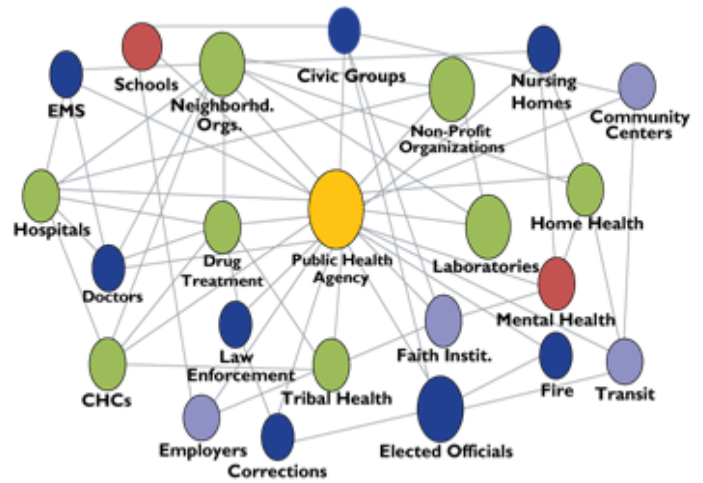 Civic Groups
Schools
Nursing
Homes
EMS
Neighborhd.
Orgs.
Community
Centers
Non-Profit
Organizations
Hospitals
Home Health
Drug
Treatment
Public Health
Agency
Laboratories
Doctors
Mental Health
Law
Enforcement
Faith Instit.
Fire
Transit
CHCs
Tribal Health
Employers
Elected Officials
Corrections